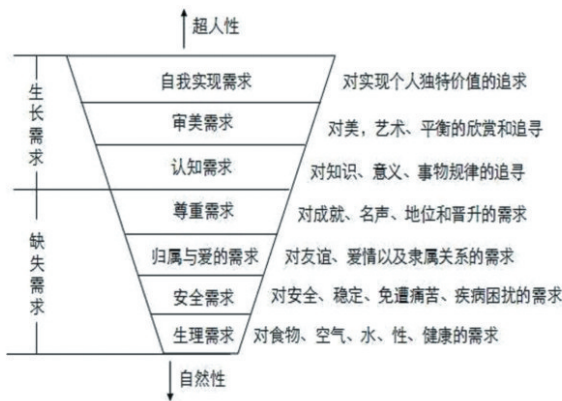 超人性
自我实现需求 对实现个人独特价值的追求
审美需求 对美，艺术、平衡的欣赏和追寻
认知需求 对知识、意义、事物规律的追寻
生长需求
尊重需求 对成就、名声、地位和晋升的需求
归属与爱的需求 对友谊、爱情以及隶属关系的需求
安全需求 对安全、稳定、免遭痛苦、疾病困扰的需求
生理需求 对食物、空气、水、性、健康的需求
缺失需求
自然性